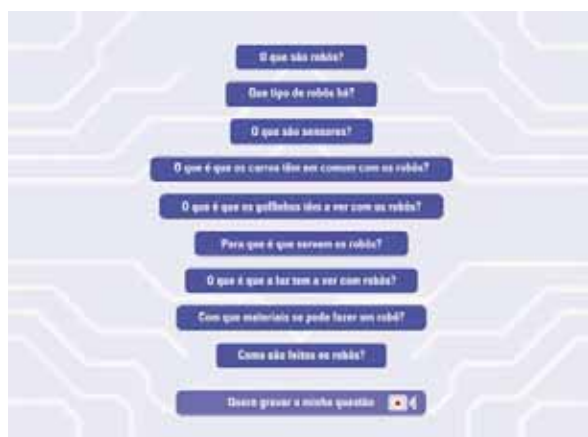 O que são robôs?
Que tipo de robôs há?
O que são sensores?
O que é que os carros têm em comum com os robôs?
O que é que os golfinhos têm a ver com os robôs?
Para que é que servem os robôs?
O que é que a luz tem a ver com robôs?
Com que materiais se pode fazer um robô?
Como são feitos os robôs?
Quero gravar a minha questão